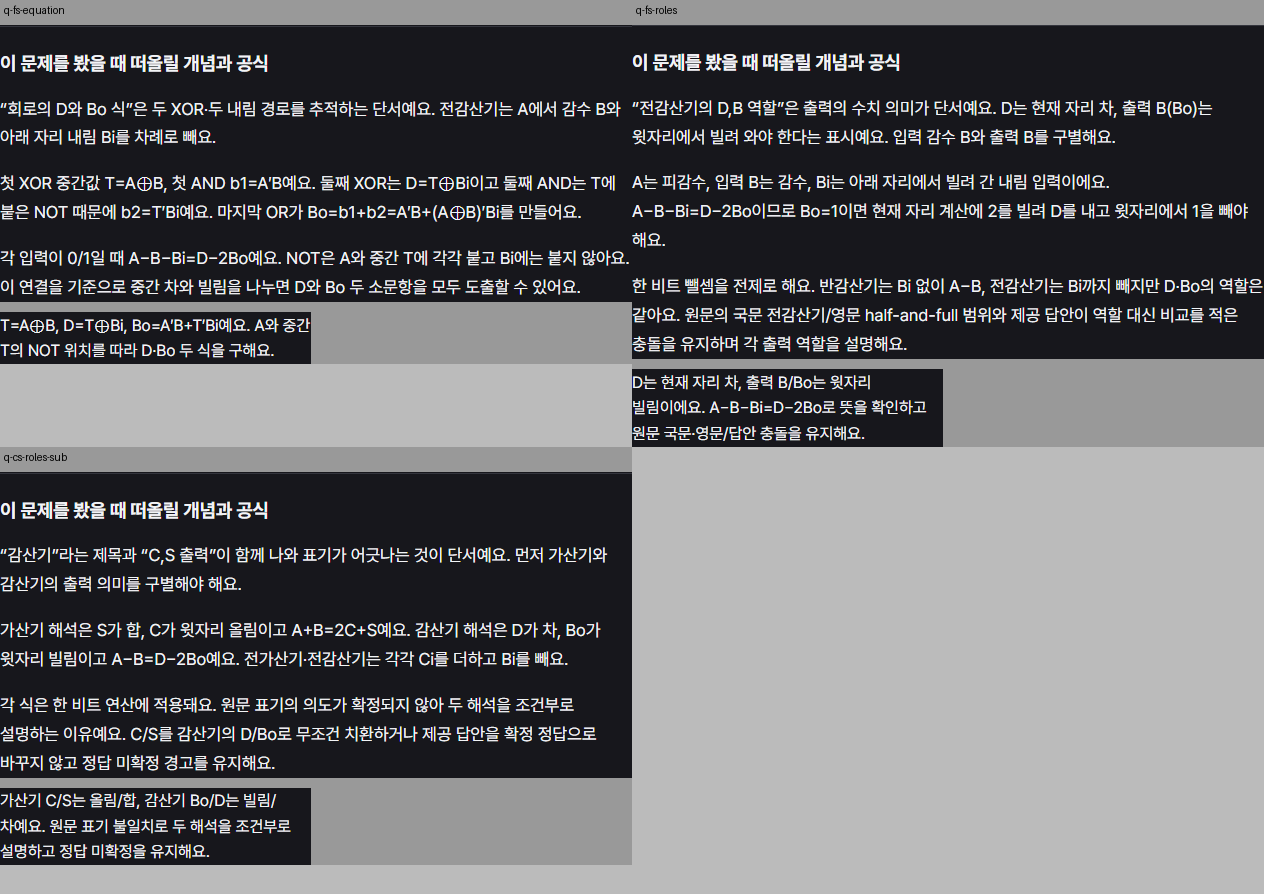 q-fs-equation
이 문제를 봤을 때 떠올릴 개념과 공식
“회로의 D와 Bo 식”은 두 XOR·두 내림 경로를 추적하는 단서예요. 전감산기는 A에서 감수 B와
아래 자리 내림 Bi를 차례로 빼요.
첫 XOR 중간값 T=A⊕B, 첫 AND b1=A′B예요. 둘째 XOR는 D=T⊕Bi이고 둘째 AND는 T에
붙은 NOT 때문에 b2=T′Bi예요. 마지막 OR가 Bo=b1+b2=A′B+(A⊕B)′Bi를 만들어요.
각 입력이 0/1일 때 A−B−Bi=D−2Bo예요. NOT은 A와 중간 T에 각각 붙고 Bi에는 붙지 않아요.
이 연결을 기준으로 중간 차와 빌림을 나누면 D와 Bo 두 소문항을 모두 도출할 수 있어요.
T=A⊕B, D=T⊕Bi, Bo=A′B+T′Bi예요. A와 중간
T의 NOT 위치를 따라 D·Bo 두 식을 구해요.
q-fs-roles
이 문제를 봤을 때 떠올릴 개념과 공식
“전감산기의 D,B 역할”은 출력의 수치 의미가 단서예요. D는 현재 자리 차, 출력 B(Bo)는
윗자리에서 빌려 와야 한다는 표시예요. 입력 감수 B와 출력 B를 구별해요.
A는 피감수, 입력 B는 감수, Bi는 아래 자리에서 빌려 간 내림 입력이에요.
A−B−Bi=D−2Bo이므로 Bo=1이면 현재 자리 계산에 2를 빌려 D를 내고 윗자리에서 1을 빼야
해요.
한 비트 뺄셈을 전제로 해요. 반감산기는 Bi 없이 A−B, 전감산기는 Bi까지 빼지만 D·Bo의 역할은
같아요. 원문의 국문 전감산기/영문 half-and-full 범위와 제공 답안이 역할 대신 비교를 적은
충돌을 유지하며 각 출력 역할을 설명해요.
D는 현재 자리 차, 출력 B/Bo는 윗자리
빌림이에요. A−B−Bi=D−2Bo로 뜻을 확인하고
원문 국문·영문/답안 충돌을 유지해요.
q-cs-roles-sub
이 문제를 봤을 때 떠올릴 개념과 공식
“감산기”라는 제목과 “C,S 출력”이 함께 나와 표기가 어긋나는 것이 단서예요. 먼저 가산기와
감산기의 출력 의미를 구별해야 해요.
가산기 해석은 S가 합, C가 윗자리 올림이고 A+B=2C+S예요. 감산기 해석은 D가 차, Bo가
윗자리 빌림이고 A−B=D−2Bo예요. 전가산기·전감산기는 각각 Ci를 더하고 Bi를 빼요.
각 식은 한 비트 연산에 적용돼요. 원문 표기의 의도가 확정되지 않아 두 해석을 조건부로
설명하는 이유예요. C/S를 감산기의 D/Bo로 무조건 치환하거나 제공 답안을 확정 정답으로
바꾸지 않고 정답 미확정 경고를 유지해요.
가산기 C/S는 올림/합, 감산기 Bo/D는 빌림/
차예요. 원문 표기 불일치로 두 해석을 조건부로
설명하고 정답 미확정을 유지해요.